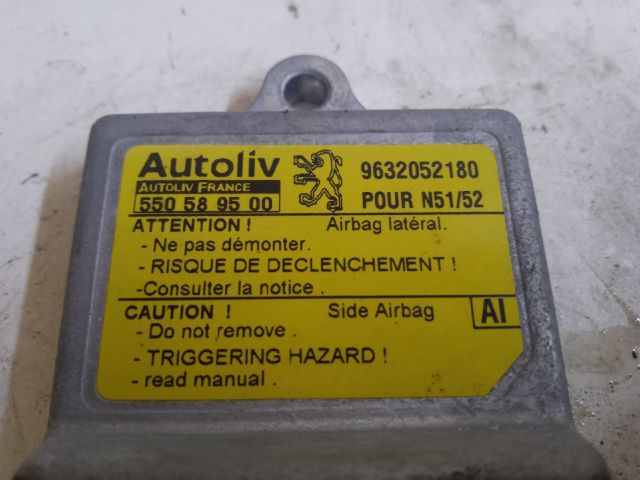 Autoliv
AUTOLIV FRANCE
550 58 95 00
9632052180
POUR N51/52
ATTENTION ! Airbag latéral.
- Ne pas démonter.
- RISQUE DE DECLENCHEMENT !
-Consulter la notice .
CAUTION ! Side Airbag AI
- Do not remove .
- TRIGGERING HAZARD !
- read manual .